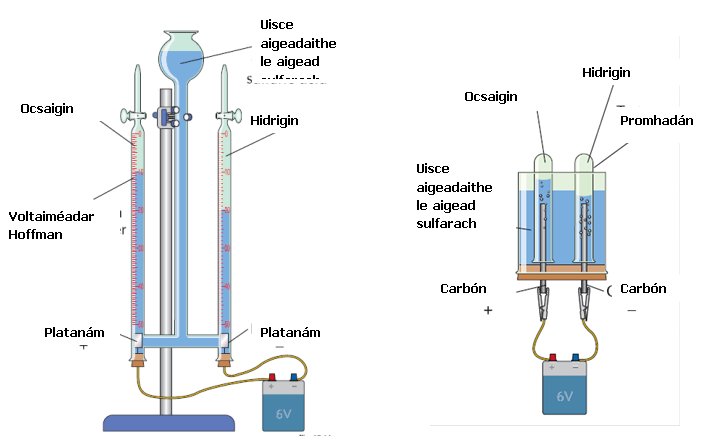 Uisce
aigeadaithe
le aigead
sulfarach
Ocsaigin
Hidrigin
Voltaiméadar
Hoffman
Platanám
+
Platanám
–
+ –
6V
Hidrigin
Ocsaigin
Promhadán
Uisce
aigeadaithe
le aigead
sulfarach
Carbón
+
Carbón
–
+ –
6V